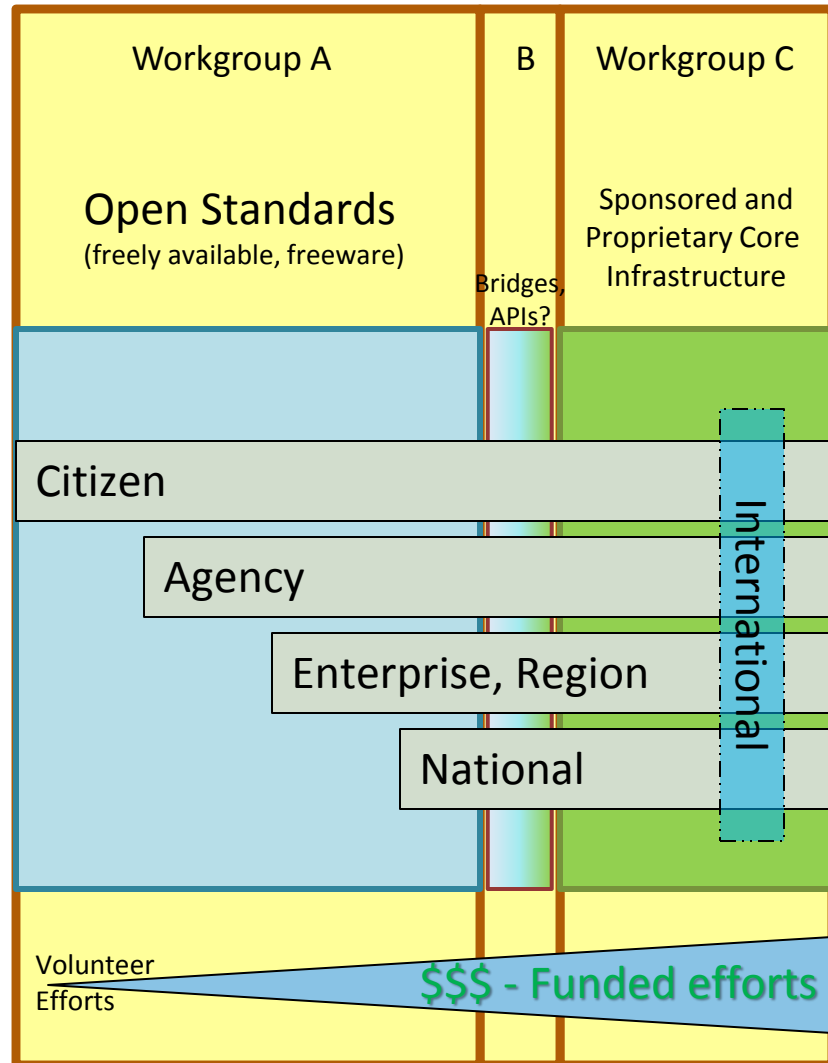 Workgroup A
B
Workgroup C
Open Standards
(freely available, freeware)
Bridges,
APIs?
Sponsored and
Proprietary Core
Infrastructure
Citizen
Agency
Enterprise, Region
National
International
Volunteer
Efforts
$$$ - Funded efforts